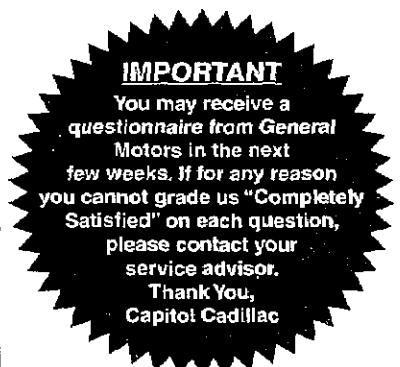 IMPORTANT
You may receive a
questionnaire from General
Motors in the next
few weeks. If for any reason
you cannot grade us "Completely
Satisfied" on each question,
please contact your
service advisor.
Thank You,
Capitol Cadillac